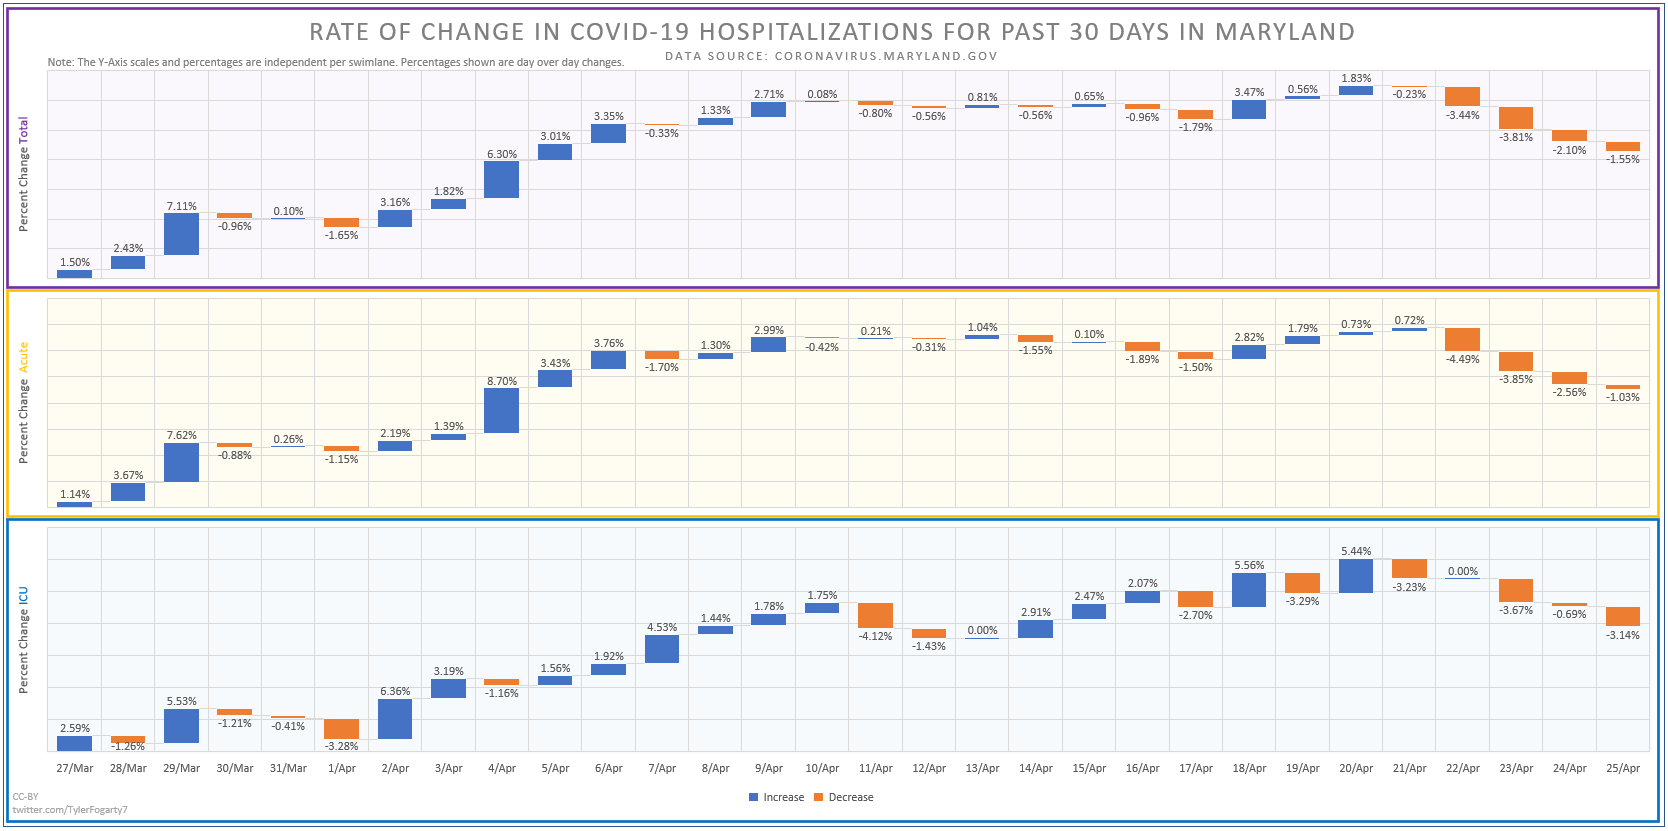 RATE OF CHANGE IN COVID-19 HOSPITALIZATIONS FOR PAST 30 DAYS IN MARYLAND
DATA SOURCE: CORONAVIRUS.MARYLAND.GOV
Note: The Y-Axis scales and percentages are independent per swimlane. Percentages shown are day over day changes.
Percent Change Total
1.50% 2.43% 7.11% -0.96% 0.10% -1.65% 3.16% 1.82% 6.30% 3.01% 3.35% -0.33% 1.33% 2.71% 0.08% -0.80% -0.56% 0.81% -0.56% 0.65% -0.96% -1.79% 3.47% 0.56% 1.83% -0.23% -3.44% -3.81% -2.10% -1.55%
Percent Change Acute
1.14% 3.67% 7.62% -0.88% 0.26% -1.15% 2.19% 1.39% 8.70% 3.43% 3.76% -1.70% 1.30% 2.99% -0.42% 0.21% -0.31% 1.04% -1.55% 0.10% -1.89% -1.50% 2.82% 1.79% 0.73% 0.72% -4.49% -3.85% -2.56% -1.03%
Percent Change ICU
2.59% -1.26% 5.53% -1.21% -0.41% -3.28% 6.36% 3.19% -1.16% 1.56% 1.92% 4.53% 1.44% 1.78% 1.75% -4.12% -1.43% 0.00% 2.91% 2.47% 2.07% -2.70% 5.56% -3.29% 5.44% -3.23% 0.00% -3.67% -0.69% -3.14%
27/Mar 28/Mar 29/Mar 30/Mar 31/Mar 1/Apr 2/Apr 3/Apr 4/Apr 5/Apr 6/Apr 7/Apr 8/Apr 9/Apr 10/Apr 11/Apr 12/Apr 13/Apr 14/Apr 15/Apr 16/Apr 17/Apr 18/Apr 19/Apr 20/Apr 21/Apr 22/Apr 23/Apr 24/Apr 25/Apr
Increase Decrease
CC-BY
twitter.com/TylerFogarty7